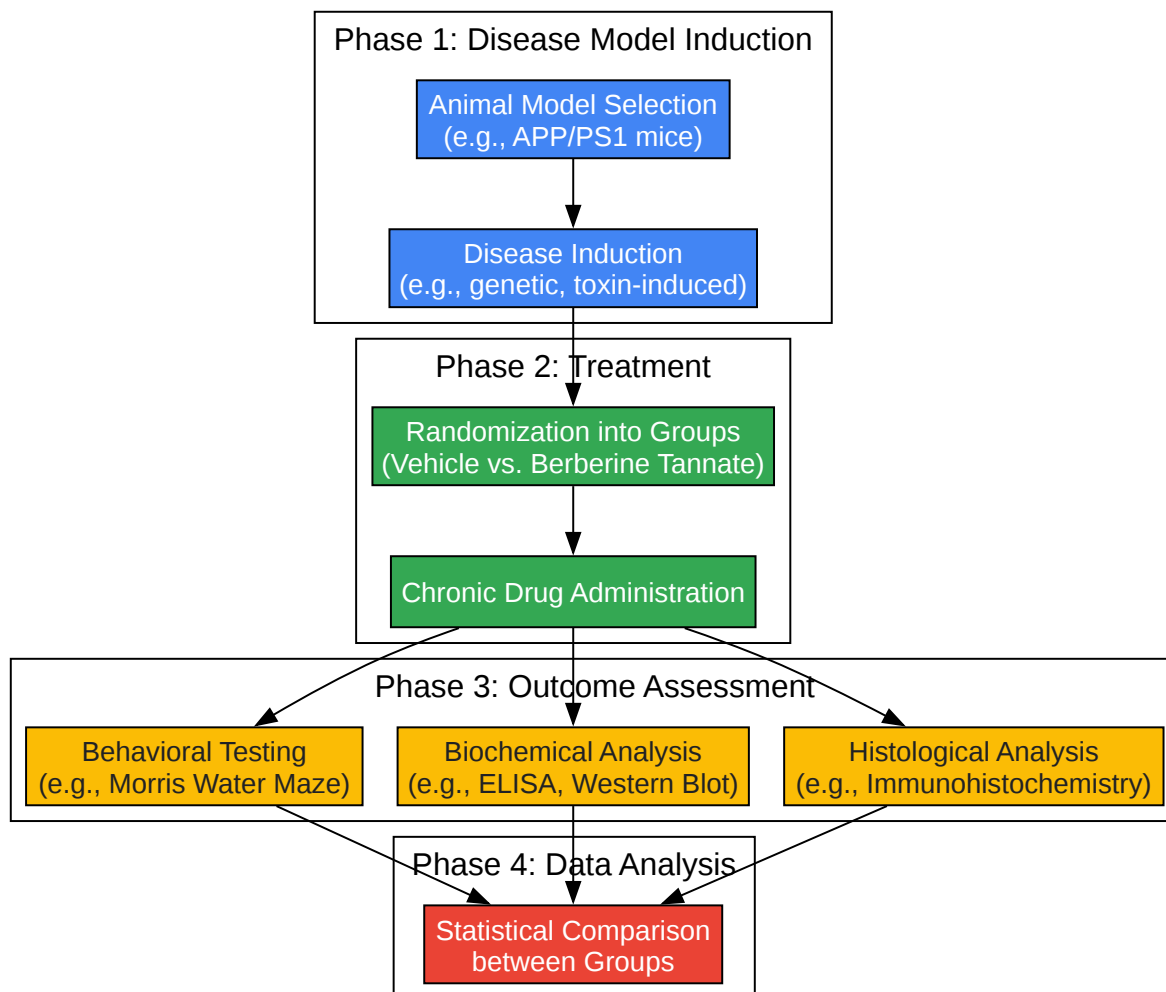 Phase 1: Disease Model Induction
Animal Model Selection
(e.g., APP/PS1 mice)
Disease Induction
(e.g., genetic, toxin-induced)
Phase 2: Treatment
Randomization into Groups
(Vehicle vs. Berberine Tannate)
Chronic Drug Administration
Phase 3: Outcome Assessment
Behavioral Testing
(e.g., Morris Water Maze)
Biochemical Analysis
(e.g., ELISA, Western Blot)
Histological Analysis
(e.g., Immunohistochemistry)
Phase 4: Data Analysis
Statistical Comparison
between Groups